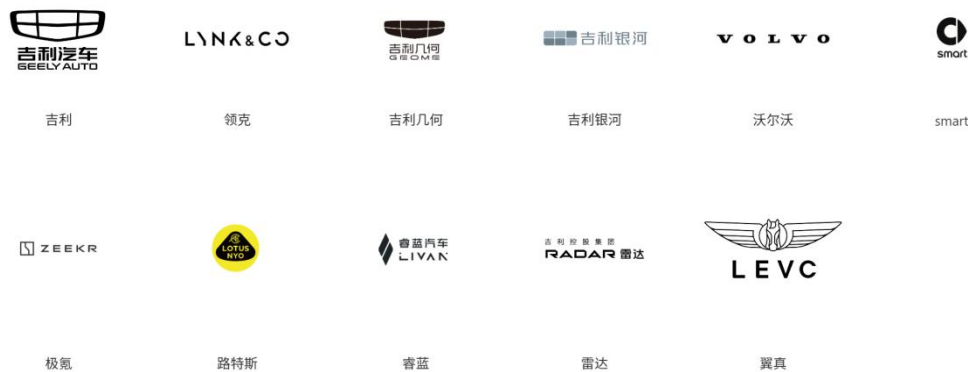 吉利汽车
GEELY AUTO
LYNK&CO
吉利几何
GEOME
吉利银河
VOLVO
smart
吉利
领克
吉利几何
吉利银河
沃尔沃
smart
ZEEKR
LOTUS
NYO
睿蓝汽车
LIVAN
吉利控股集团
RADAR 雷达
LEVC
极氪
路特斯
睿蓝
雷达
翼真